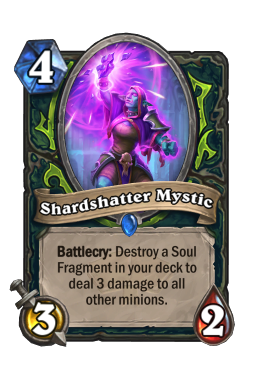 4
Shardshatter Mystic
Battlecry: Destroy a Soul
Fragment in your deck to
deal 3 damage to all
other minions.
3
2